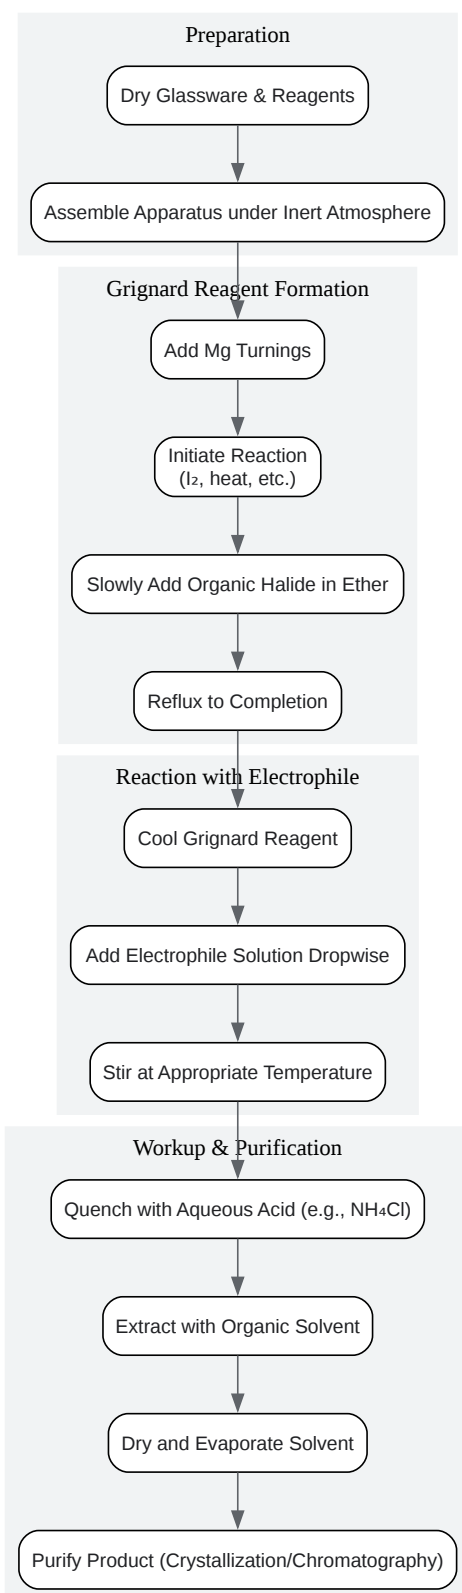 Preparation
Dry Glassware & Reagents
Assemble Apparatus under Inert Atmosphere
Grignard Reagent Formation
Add Mg Turnings
Initiate Reaction
(I₂, heat, etc.)
Slowly Add Organic Halide in Ether
Reflux to Completion
Reaction with Electrophile
Cool Grignard Reagent
Add Electrophile Solution Dropwise
Stir at Appropriate Temperature
Workup & Purification
Quench with Aqueous Acid (e.g., NH₄Cl)
Extract with Organic Solvent
Dry and Evaporate Solvent
Purify Product (Crystallization/Chromatography)